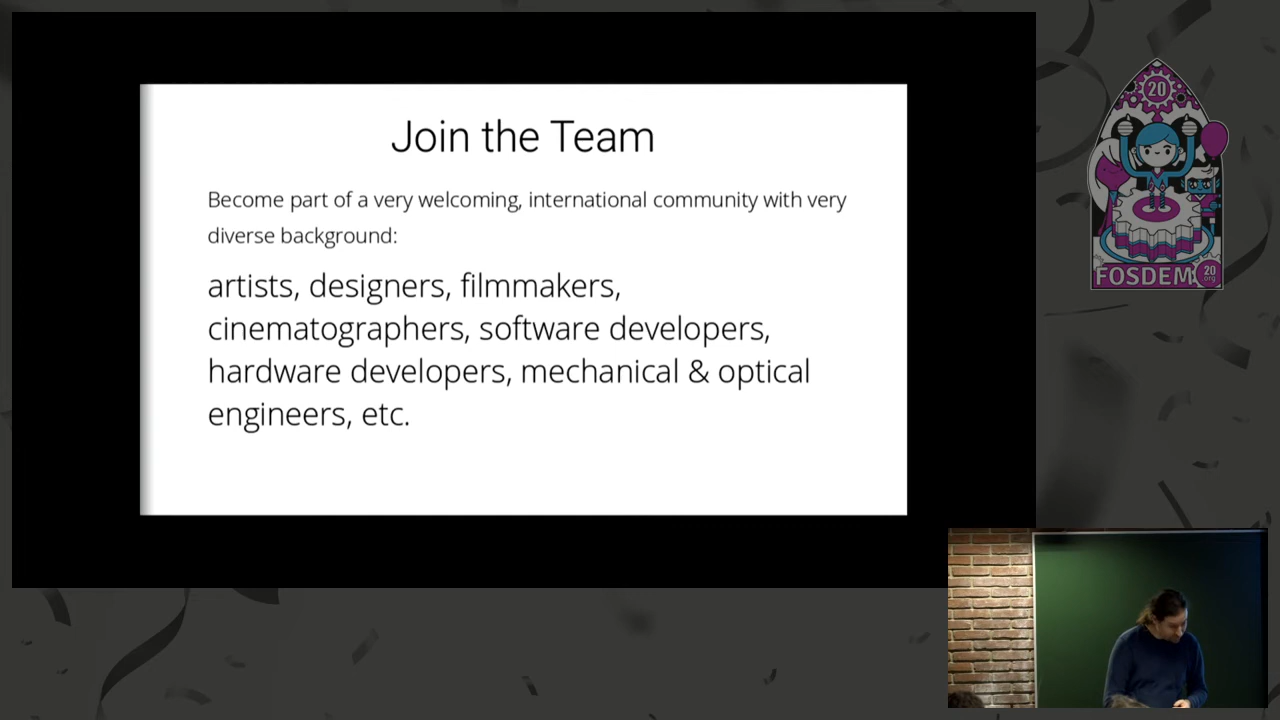 Join the Team
Become part of a very welcoming, international community with very
diverse background:
artists, designers, filmmakers,
cinematographers, software developers,
hardware developers, mechanical & optical
engineers, etc.
20
FOSDEM
20
org